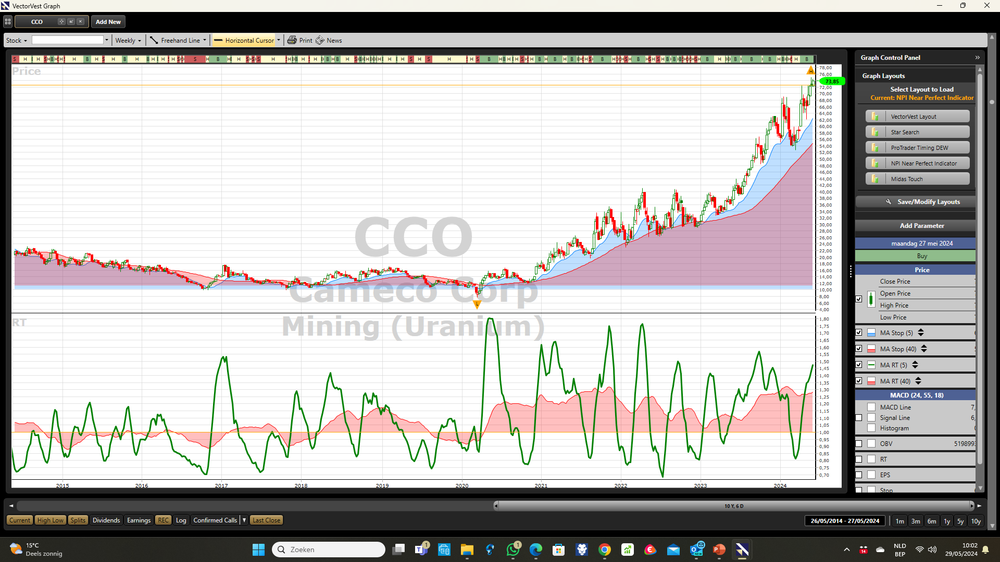 VectorVest Graph
CCO
Add New
Stock
Weekly
Freehand Line
Horizontal Cursor
Print
News
Price
CCO
Cameco Corp
Mining (Uranium)
RT
H
L
78,00
76,00
73,85
72,00
70,00
68,00
66,00
64,00
62,00
60,00
58,00
56,00
54,00
52,00
50,00
48,00
46,00
44,00
42,00
40,00
38,00
36,00
34,00
32,00
30,00
28,00
26,00
24,00
22,00
20,00
18,00
16,00
14,00
12,00
10,00
8,00
6,00
4,00
1,80
1,75
1,70
1,65
1,60
1,55
1,50
1,45
1,40
1,35
1,30
1,25
1,20
1,15
1,10
1,05
1,00
0,95
0,90
0,85
0,80
0,75
0,70
2015 2016 2017 2018 2019 2020 2021 2022 2023 2024
Graph Control Panel
Graph Layouts
Select Layout to Load
Current: NPI Near Perfect Indicator
VectorVest Layout
Star Search
ProTrader Timing DEW
NPI Near Perfect Indicator
Midas Touch
Save/Modify Layouts
Add Parameter
maandag 27 mei 2024
Buy
Price
Close Price
Open Price
High Price
Low Price
MA Stop (5)
MA Stop (40)
MA RT (5)
MA RT (40)
MACD (24, 55, 18)
MACD Line 7,
Signal Line 6,
Histogram
OBV 519899
RT
EPS
Stop
10 Y, 6 D
Current
High Low
Splits
Dividends
Earnings
REC
Log
Confirmed Calls
Last Close
26/05/2014 - 27/05/2024
1m
3m
6m
1y
5y
10y
15°C
Deels zonnig
Zoeken
1
1
NEW
14
NLD
BEP
10:02
29/05/2024